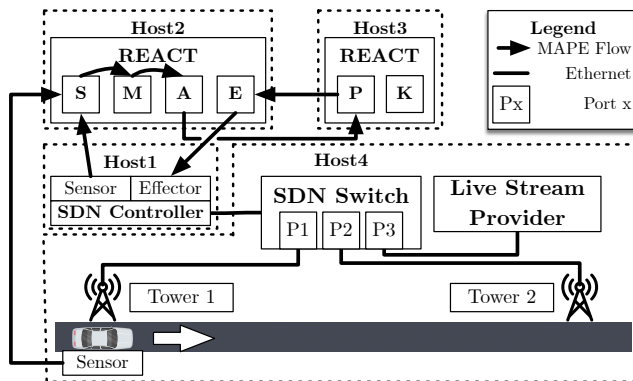 Host2
REACT
S M A E
Host3
REACT
P K
Legend
MAPE Flow
Ethernet
Px Port x
Host1
Sensor Effector
SDN Controller
Host4
SDN Switch
P1 P2 P3
Live Stream
Provider
Tower 1
Tower 2
Sensor